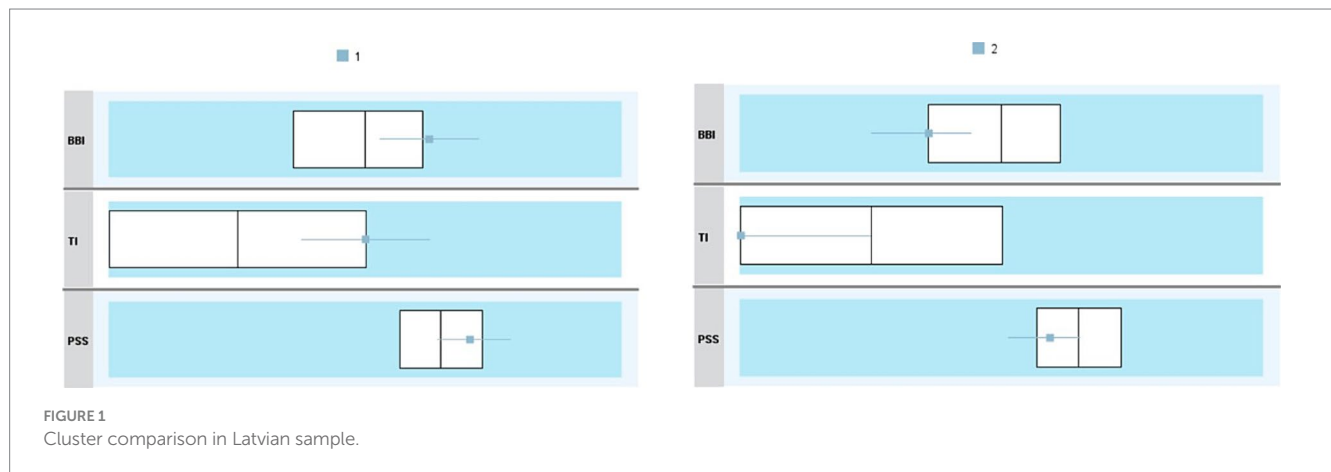 1
BBI
TI
PSS
2
BBI
TI
PSS
FIGURE 1
Cluster comparison in Latvian sample.